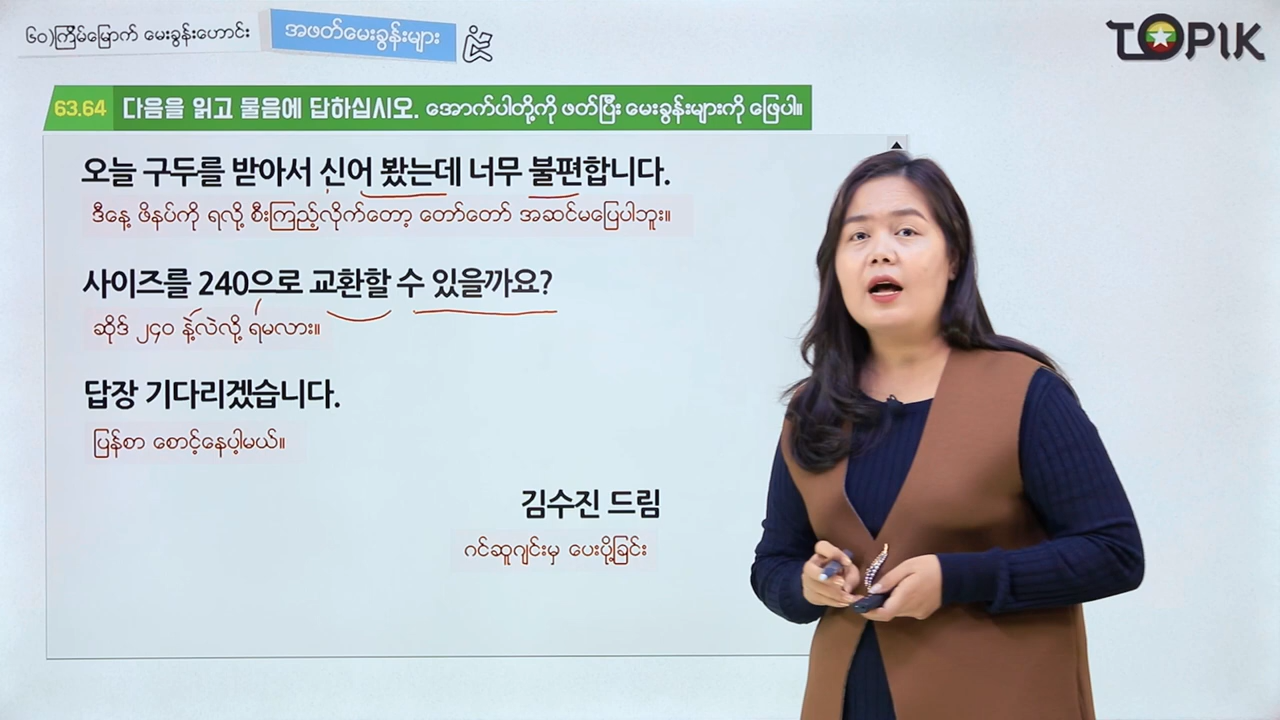 ၆၀)ကြိမ်မြောက် မေးခွန်းဟောင်း
အဖတ်မေးခွန်းများ
TOPIK
63.64 다음을 읽고 물음에 답하십시오. အောက်ပါတို့ကို ဖတ်ပြီး မေးခွန်းများကို ဖြေပါ။
오늘 구두를 받아서 신어 봤는데 너무 불편합니다.
ဒီနေ့ ဖိနပ်ကို ရလို့ စီးကြည့်လိုက်တော့ တော်တော် အဆင်မပြေပါဘူး။
사이즈를 240으로 교환할 수 있을까요?
ဆိုဒ် ၂၄၀ နဲ့လဲလို့ ရမလား။
답장 기다리겠습니다.
ပြန်စာ စောင့်နေပါ့မယ်။
김수진 드림
ဂင်ဆူဂျင်းမှ ပေးပို့ခြင်း